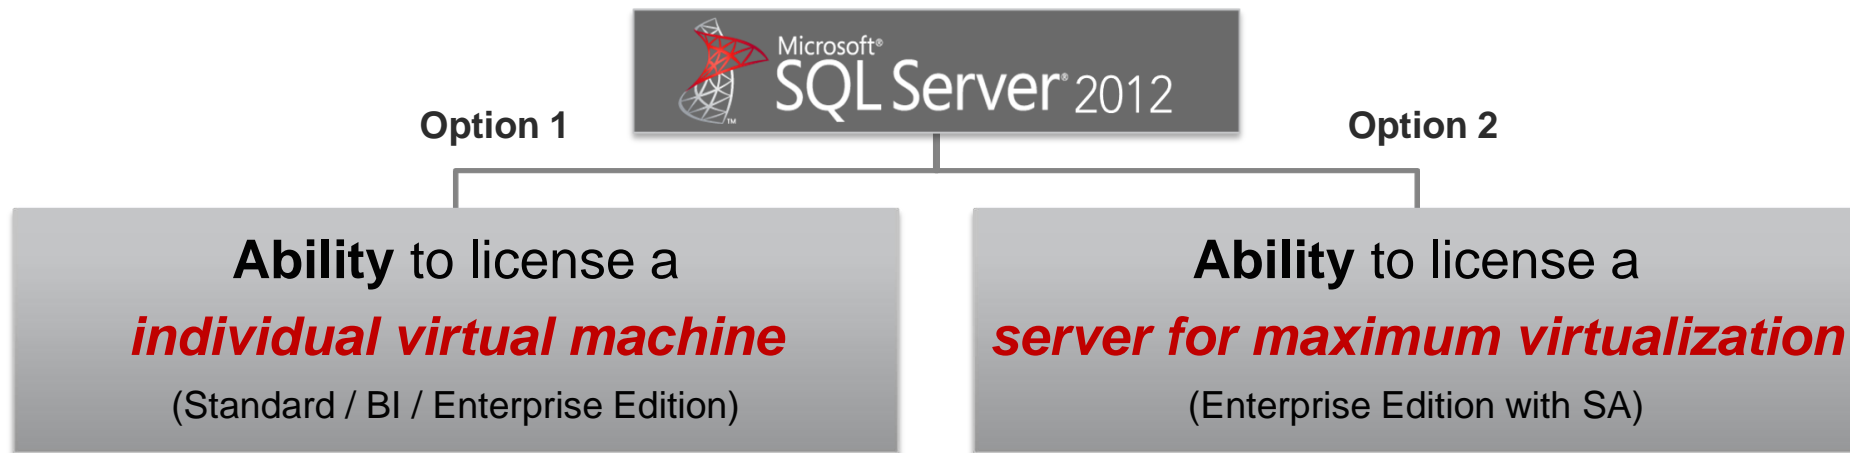 Microsoft®
SQL Server® 2012
™
Option 1
Option 2
Ability to license a
individual virtual machine
(Standard / BI / Enterprise Edition)
Ability to license a
server for maximum virtualization
(Enterprise Edition with SA)